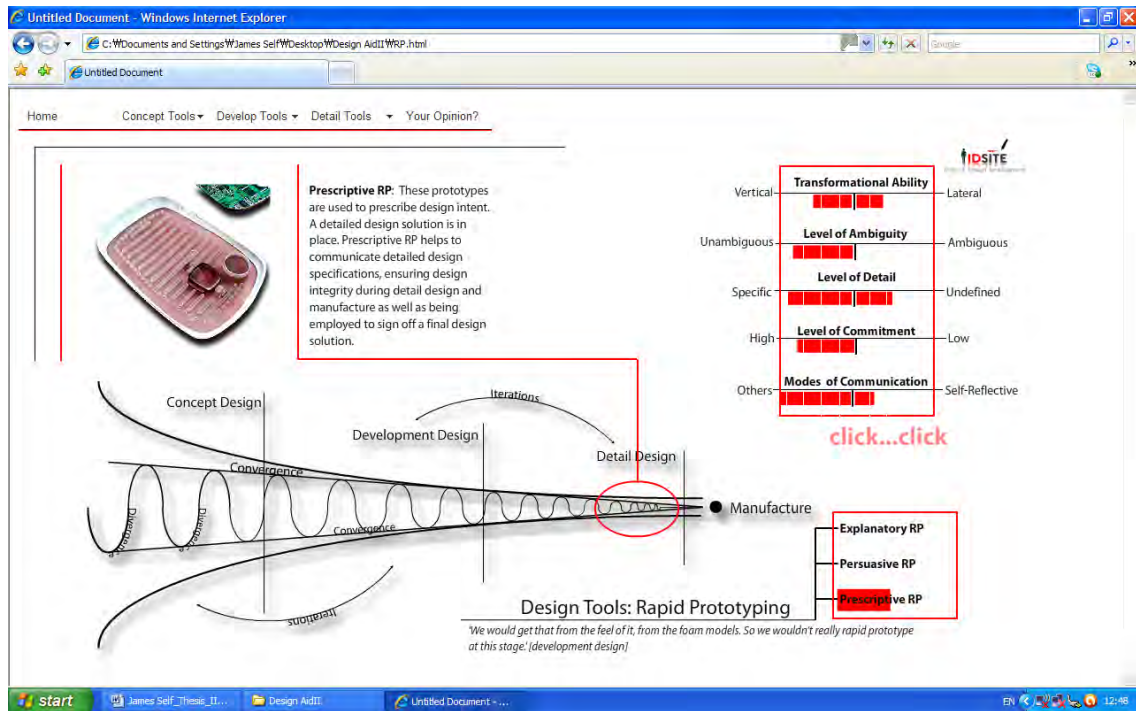 Untitled Document - Windows Internet Explorer
C:₩Documents and Settings₩James Self₩Desktop₩Design AidII₩RP.html
Google
Untitled Document
Home Concept Tools Develop Tools Detail Tools Your Opinion?
IDSITE
Prescriptive RP: These prototypes
are used to prescribe design intent.
A detailed design solution is in
place. Prescriptive RP helps to
communicate detailed design
specifications, ensuring design
integrity during detail design and
manufacture as well as being
employed to sign off a final design
solution.
Transformational Ability
Vertical Lateral
Level of Ambiguity
Unambiguous Ambiguous
Level of Detail
Specific Undefined
Level of Commitment
High Low
Modes of Communication
Others Self-Reflective
click...click
Concept Design
Iterations
Development Design
Detail Design
Convergence
Divergence
Divergence
Convergence
Manufacture
Iterations
Explanatory RP
Persuasive RP
Prescriptive RP
Design Tools: Rapid Prototyping
'We would get that from the feel of it, from the foam models. So we wouldn't really rapid prototype
at this stage.' [development design]
start James Self_Thesis_II... Design AidII Untitled Document - ... EN 12:48